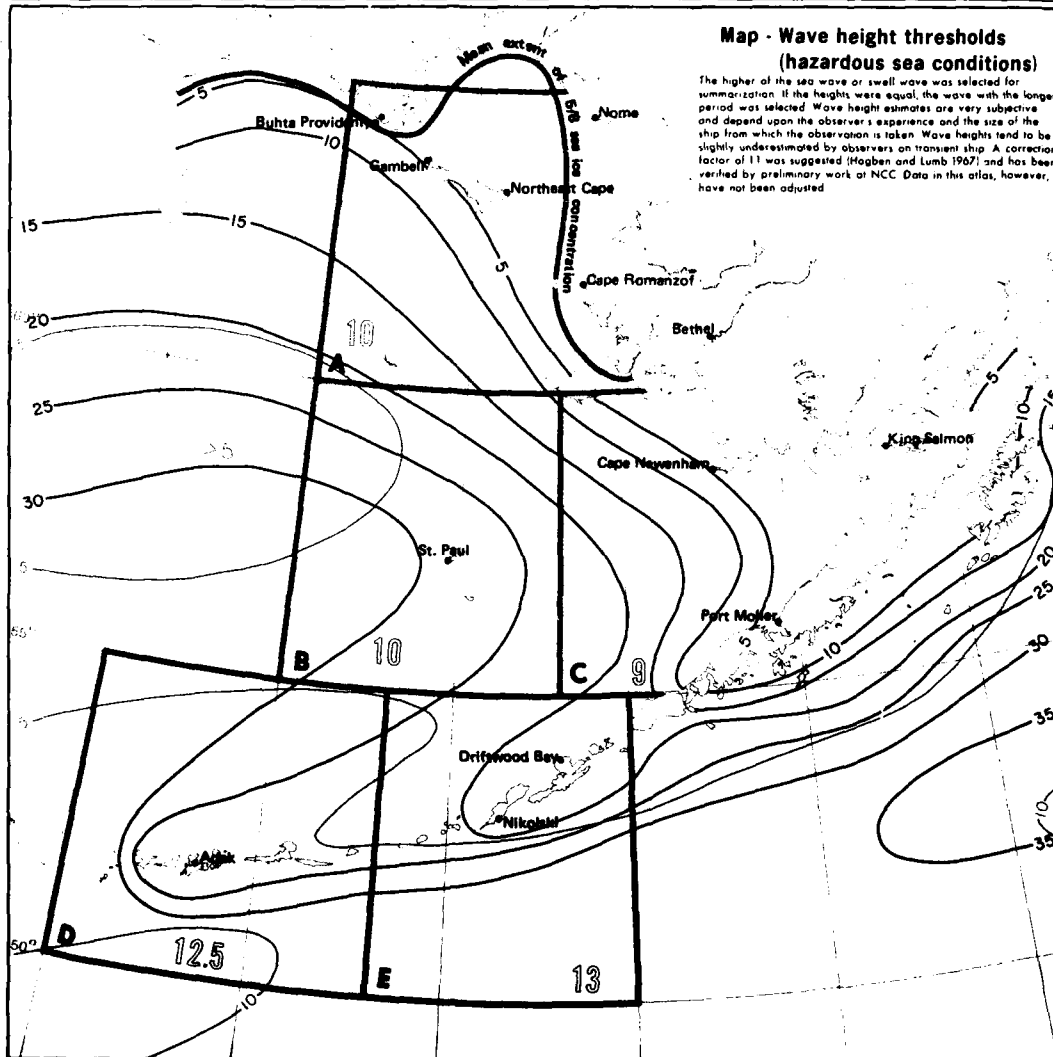 Map - Wave height thresholds
(hazardous sea conditions)
The higher of the sea wave or swell wave was selected for
summarization If the heights were equal, the wave with the longer
period was selected Wave height estimates are very subjective
and depend upon the observer s experience and the size of the
ship from which the observation is taken Wave heights tend to be
slightly underestimated by observers on transient ship A correction
factor of 11 was suggested (Hogben and Lumb 1967) and has been
verified by preliminary work at NCC Data in this atlas, however,
have not been adjusted
Mean extent of 5/8 sea ice concentration
5
Buhta Provideniya
10
Nome
Gambell
Northeast Cape
15
15
5
Cape Romanzof
20
10
Bethel
A
5
25
10
15
King Salmon
5
Cape Newenham
30
St. Paul
20
5
25
Port Moller
55°
5
30
B
10
C
9
10
5
35
Driftwood Bay
Nikolski
10
Adak
35
50°
D
12.5
E
13
10